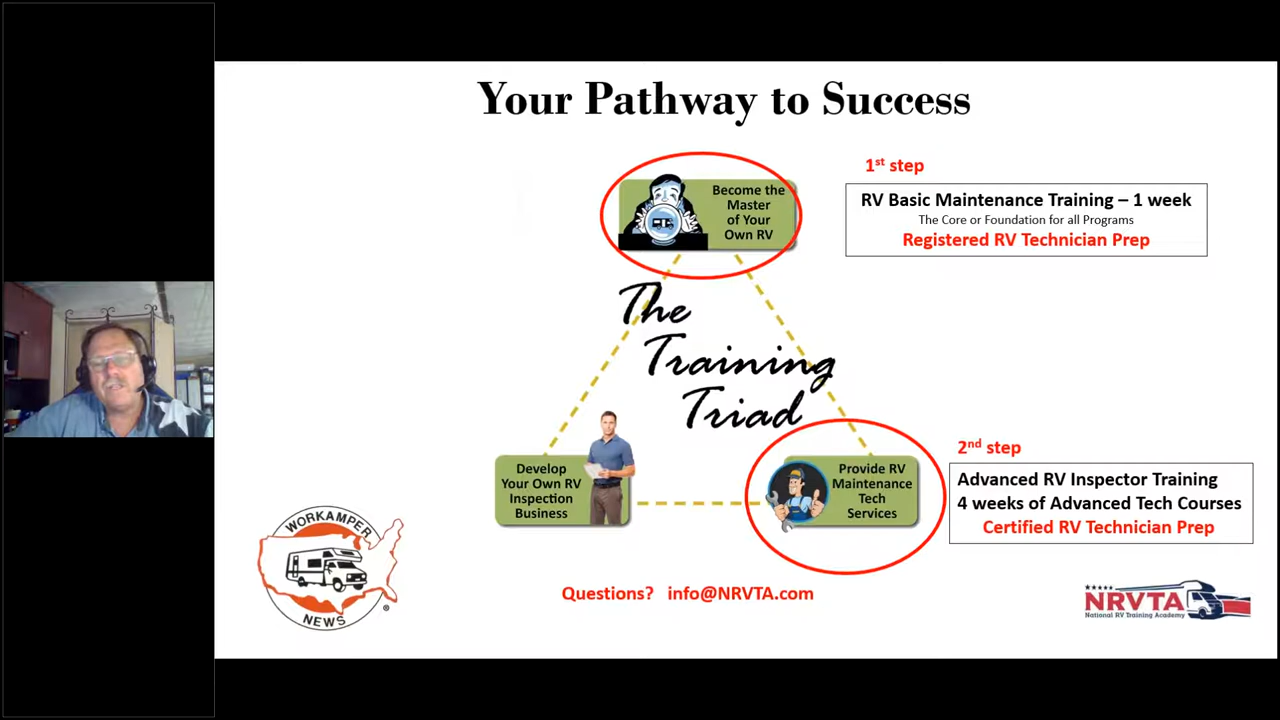 Your Pathway to Success
1st step
Become the
Master
of Your
Own RV
RV Basic Maintenance Training – 1 week
The Core or Foundation for all Programs
Registered RV Technician Prep
The
Training
Triad
2nd step
Develop
Your Own RV
Inspection
Business
Provide RV
Maintenance
Tech
Services
Advanced RV Inspector Training
4 weeks of Advanced Tech Courses
Certified RV Technician Prep
WORKAMPER
NEWS
®
Questions? info@NRVTA.com
NRVTA
National RV Training Academy